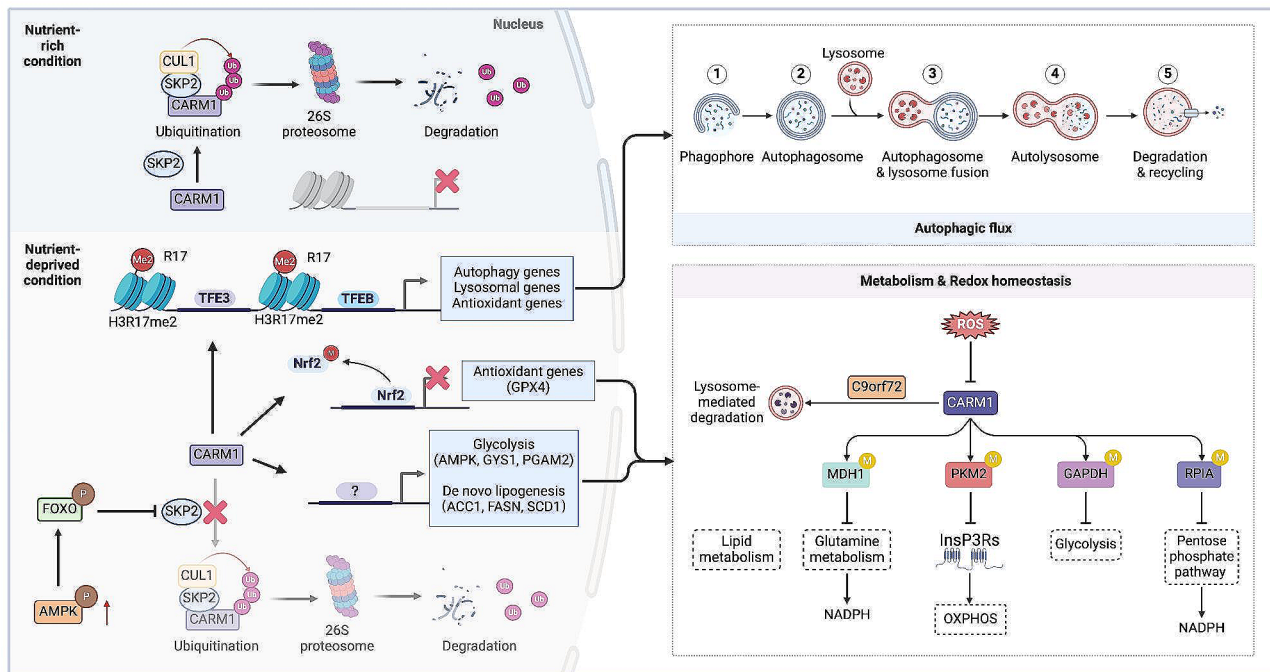 Nutrient-
rich
condition
Nucleus
CUL1
SKP2
CARM1
Ub
Ub
Ub
Ubiquitination
SKP2
CARM1
26S
proteosome
Degradation
Ub
Ub
Ub
Nutrient-
deprived
condition
Me2
R17
Me2
R17
TFE3
TFEB
H3R17me2
H3R17me2
Autophagy genes
Lysosomal genes
Antioxidant genes
Nrf2
M
Nrf2
Antioxidant genes
(GPX4)
CARM1
?
Glycolysis
(AMPK, GYS1, PGAM2)
De novo lipogenesis
(ACC1, FASN, SCD1)
FOXO
P
SKP2
AMPK
P
CUL1
SKP2
CARM1
Ub
Ub
Ub
Ubiquitination
26S
proteosome
Degradation
Ub
Ub
Ub
Lysosome
1
2
3
4
5
Phagophore
Autophagosome
Autophagosome
& lysosome fusion
Autolysosome
Degradation
& recycling
Autophagic flux
Metabolism & Redox homeostasis
ROS
Lysosome-
mediated
degradation
C9orf72
CARM1
MDH1
M
PKM2
M
GAPDH
M
RPIA
M
Lipid
metabolism
Glutamine
metabolism
InsP3Rs
Glycolysis
Pentose
phosphate
pathway
NADPH
OXPHOS
NADPH